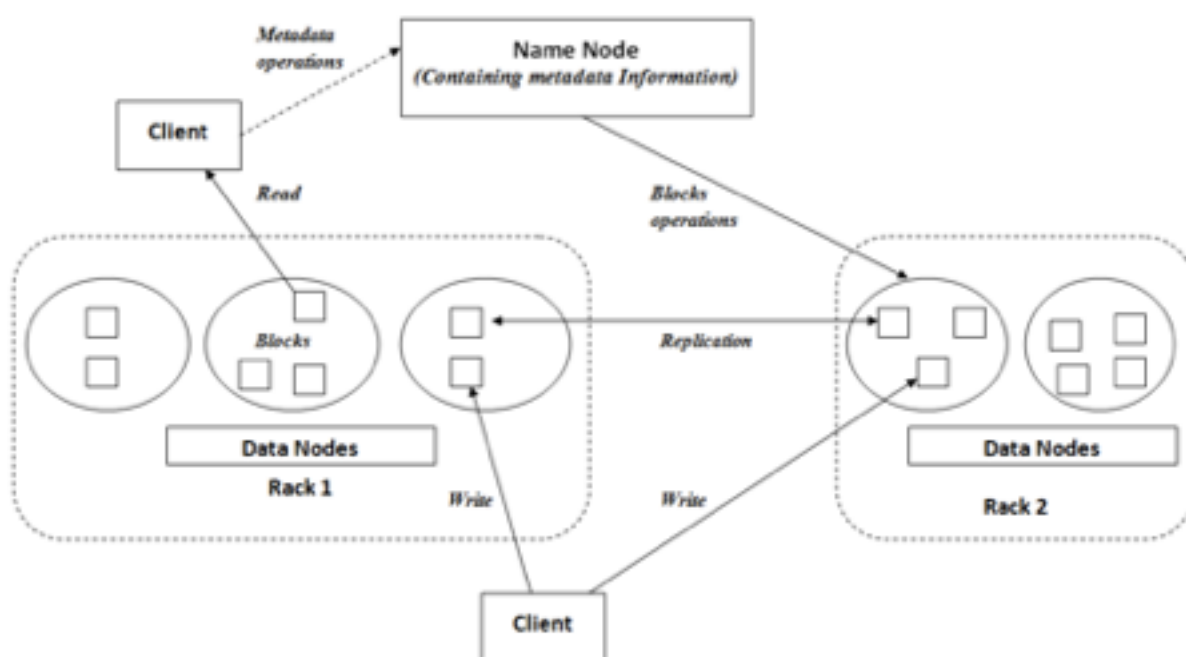 Metadata
operations
Name Node
(Containing metadata Information)
Client
Read
Blocks
operations
Blocks
Replication
Data Nodes
Rack 1
Data Nodes
Rack 2
Write
Write
Client